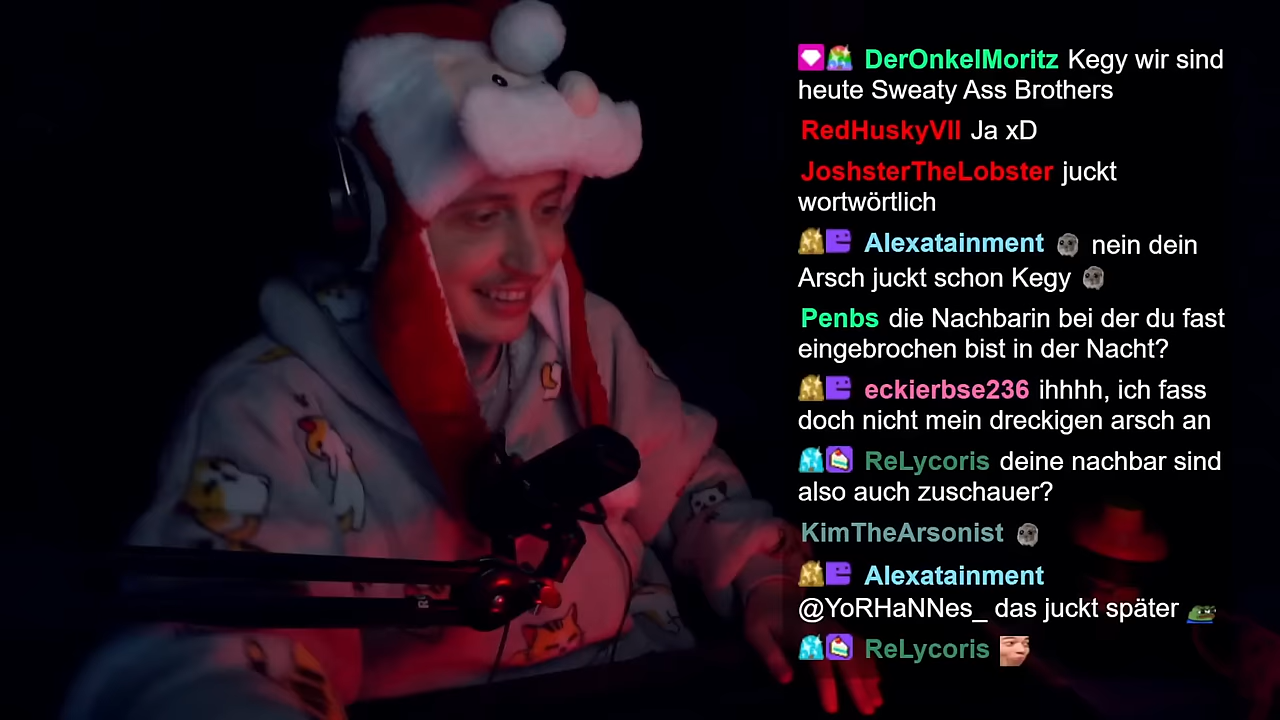 DerOnkelMoritz Kegy wir sind
heute Sweaty Ass Brothers
RedHuskyVII Ja xD
JoshsterTheLobster juckt
wortwörtlich
Alexatainment nein dein
Arsch juckt schon Kegy
Penbs die Nachbarin bei der du fast
eingebrochen bist in der Nacht?
eckierbse236 ihhhh, ich fass
doch nicht mein dreckigen arsch an
ReLycoris deine nachbar sind
also auch zuschauer?
KimTheArsonist
Alexatainment
@YoRHaNNes_ das juckt später
ReLycoris